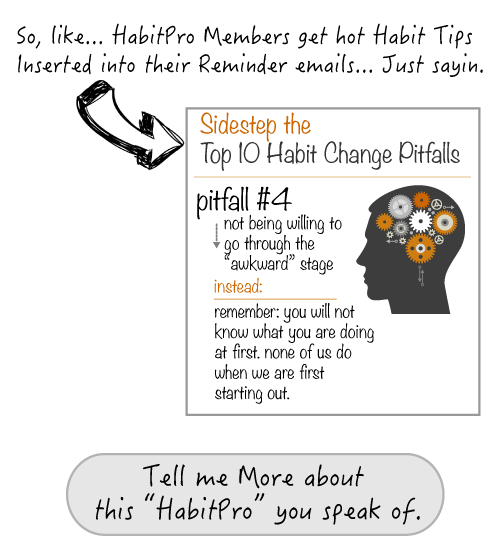 So, like... HabitPro Members get hot Habit Tips
Inserted into their Reminder emails... Just sayin.
Sidestep the
Top 10 Habit Change Pitfalls
pitfall #4
not being willing to
go through the
"awkward" stage
instead:
remember: you will not
know what you are doing
at first. none of us do
when we are first
starting out.
Tell me More about
this "HabitPro" you speak of.